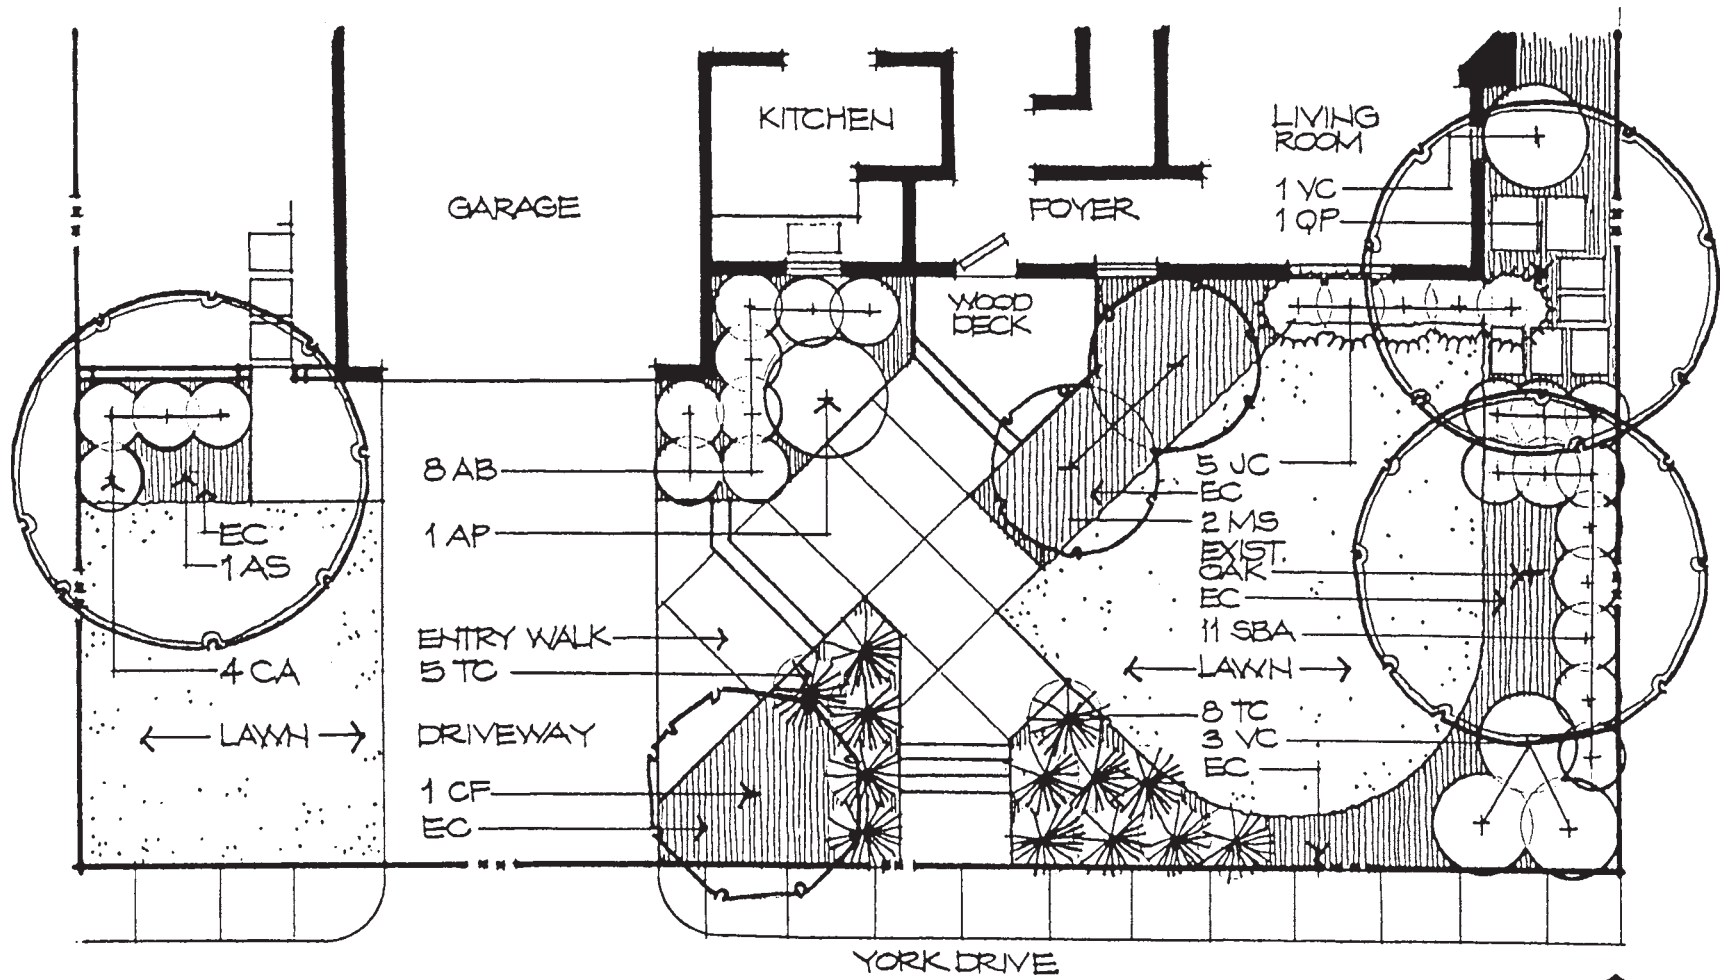 KITCHEN
LIVING
ROOM
GARAGE
FOYER
1 VC
1 QP
WOOD
DECK
8 AB
1 AP
5 JC
EC
2 MS
EXIST.
OAK
EC
11 SBA
LAWN
8 TC
3 VC
EC
EC
1 AS
4 CA
LAWN
ENTRY WALK
5 TC
DRIVEWAY
1 CF
EC
YORK DRIVE